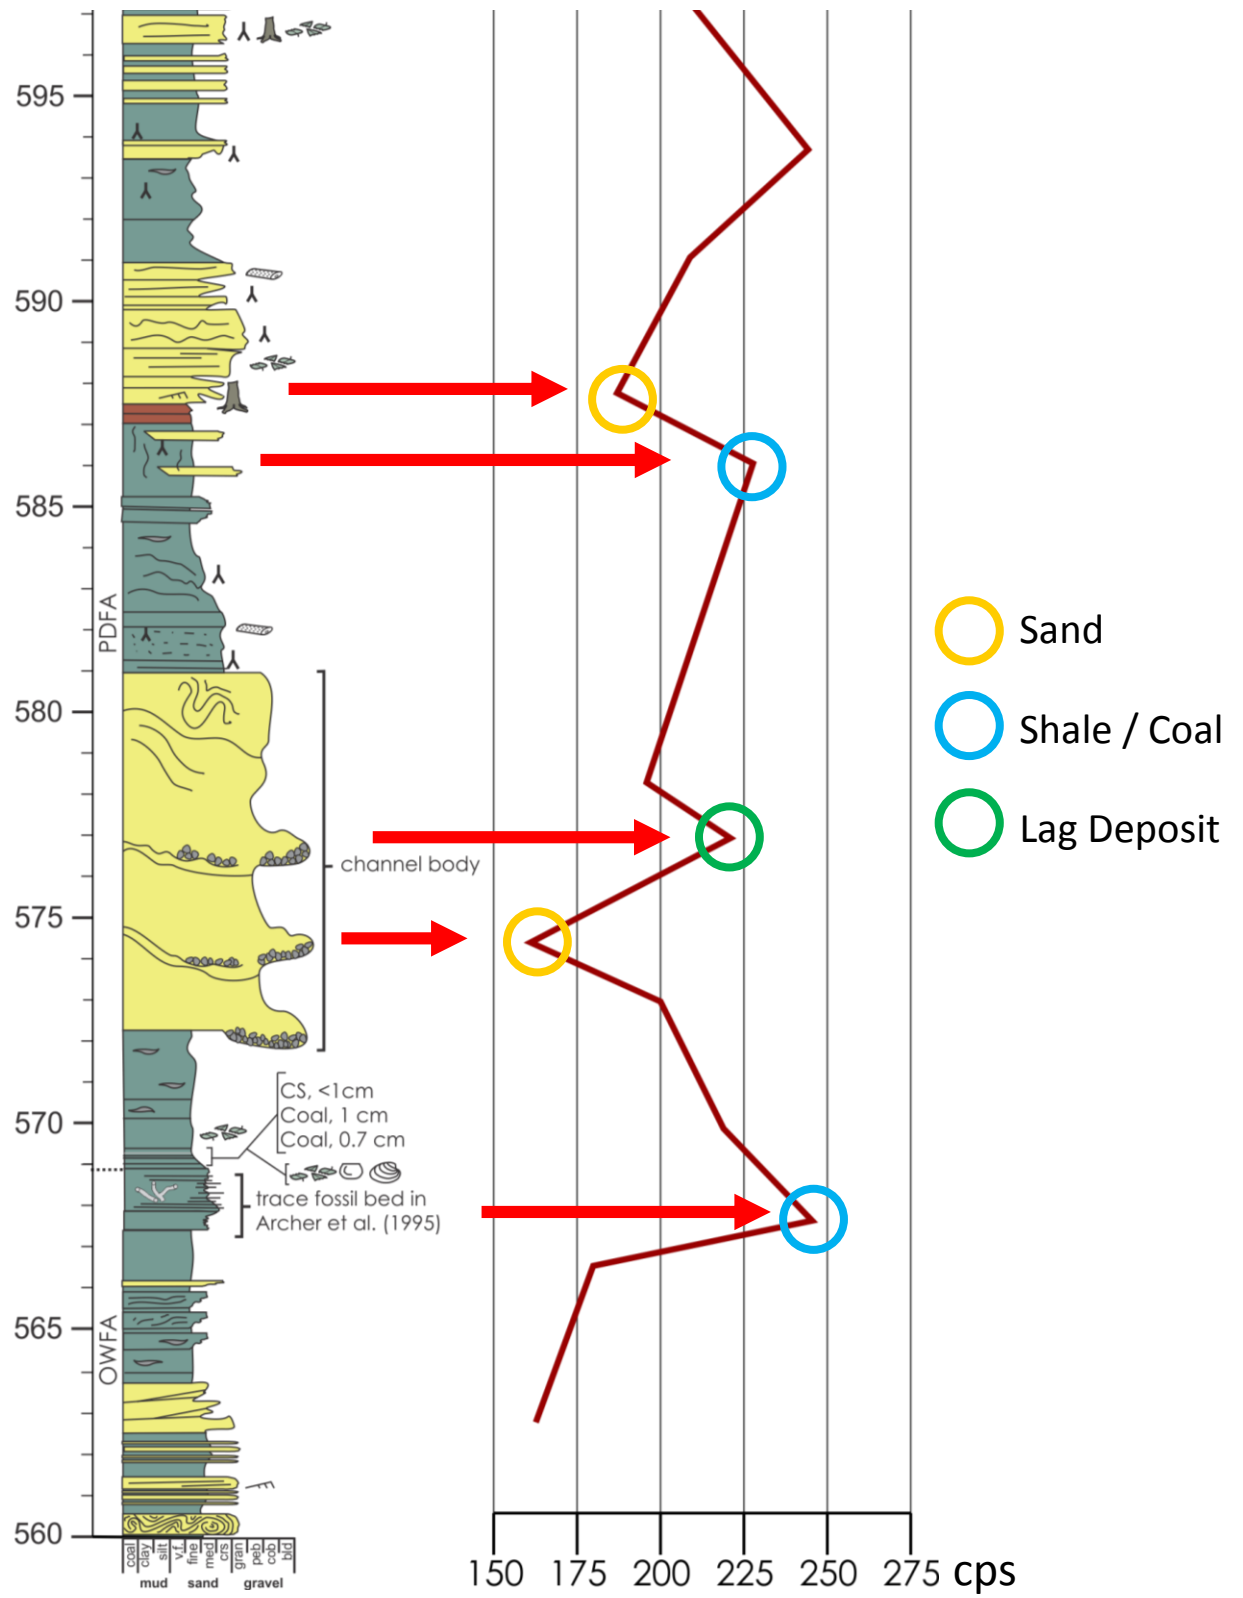 595
590
585
580
575
570
565
560
PDFA
OWFA
channel body
CS, <1cm
Coal, 1 cm
Coal, 0.7 cm
trace fossil bed in
Archer et al. (1995)
Sand
Shale / Coal
Lag Deposit
coal clay silt v.f. fine med crs gran peb cob bld
mud sand gravel
150 175 200 225 250 275 cps